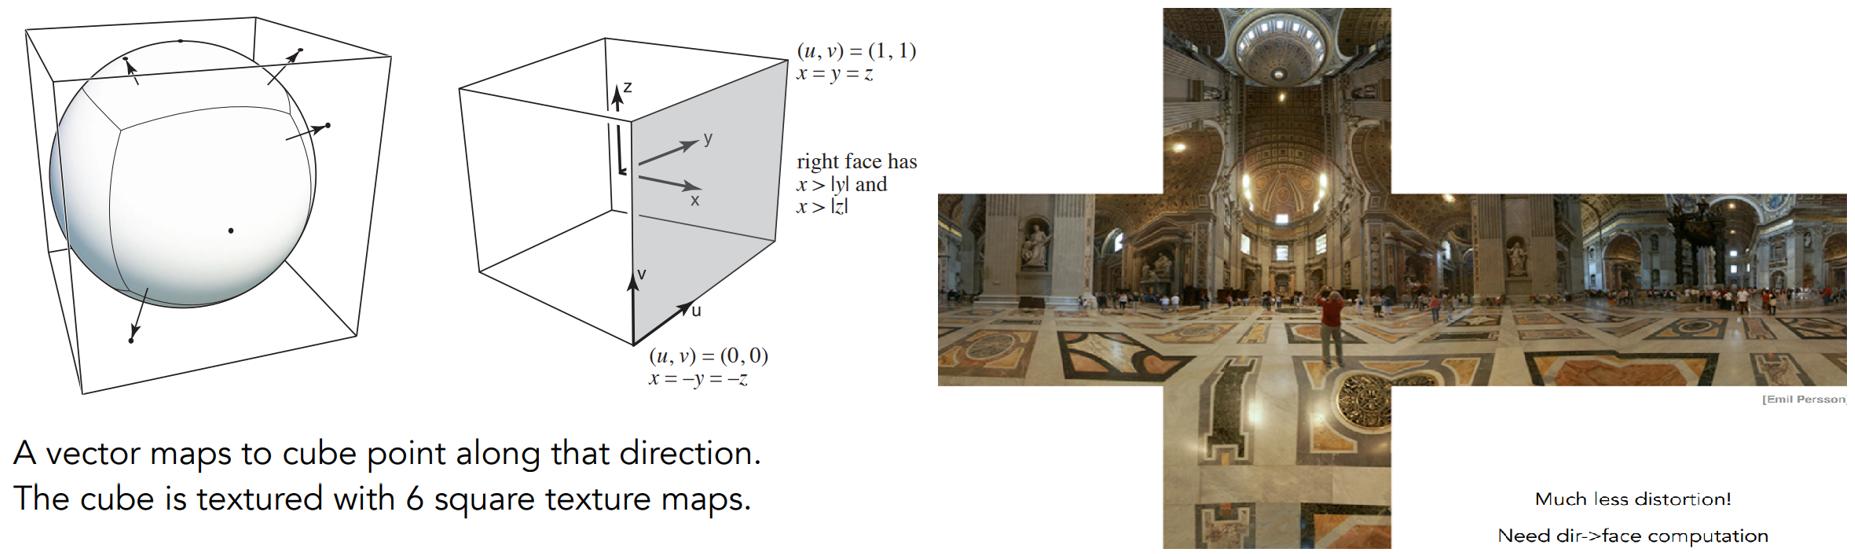 z
y
x
v
u
(u, v) = (1, 1)
x = y = z
right face has
x > |y| and
x > |z|
(u, v) = (0, 0)
x = –y = –z
[Emil Persson]
A vector maps to cube point along that direction.
The cube is textured with 6 square texture maps.
Much less distortion!
Need dir->face computation